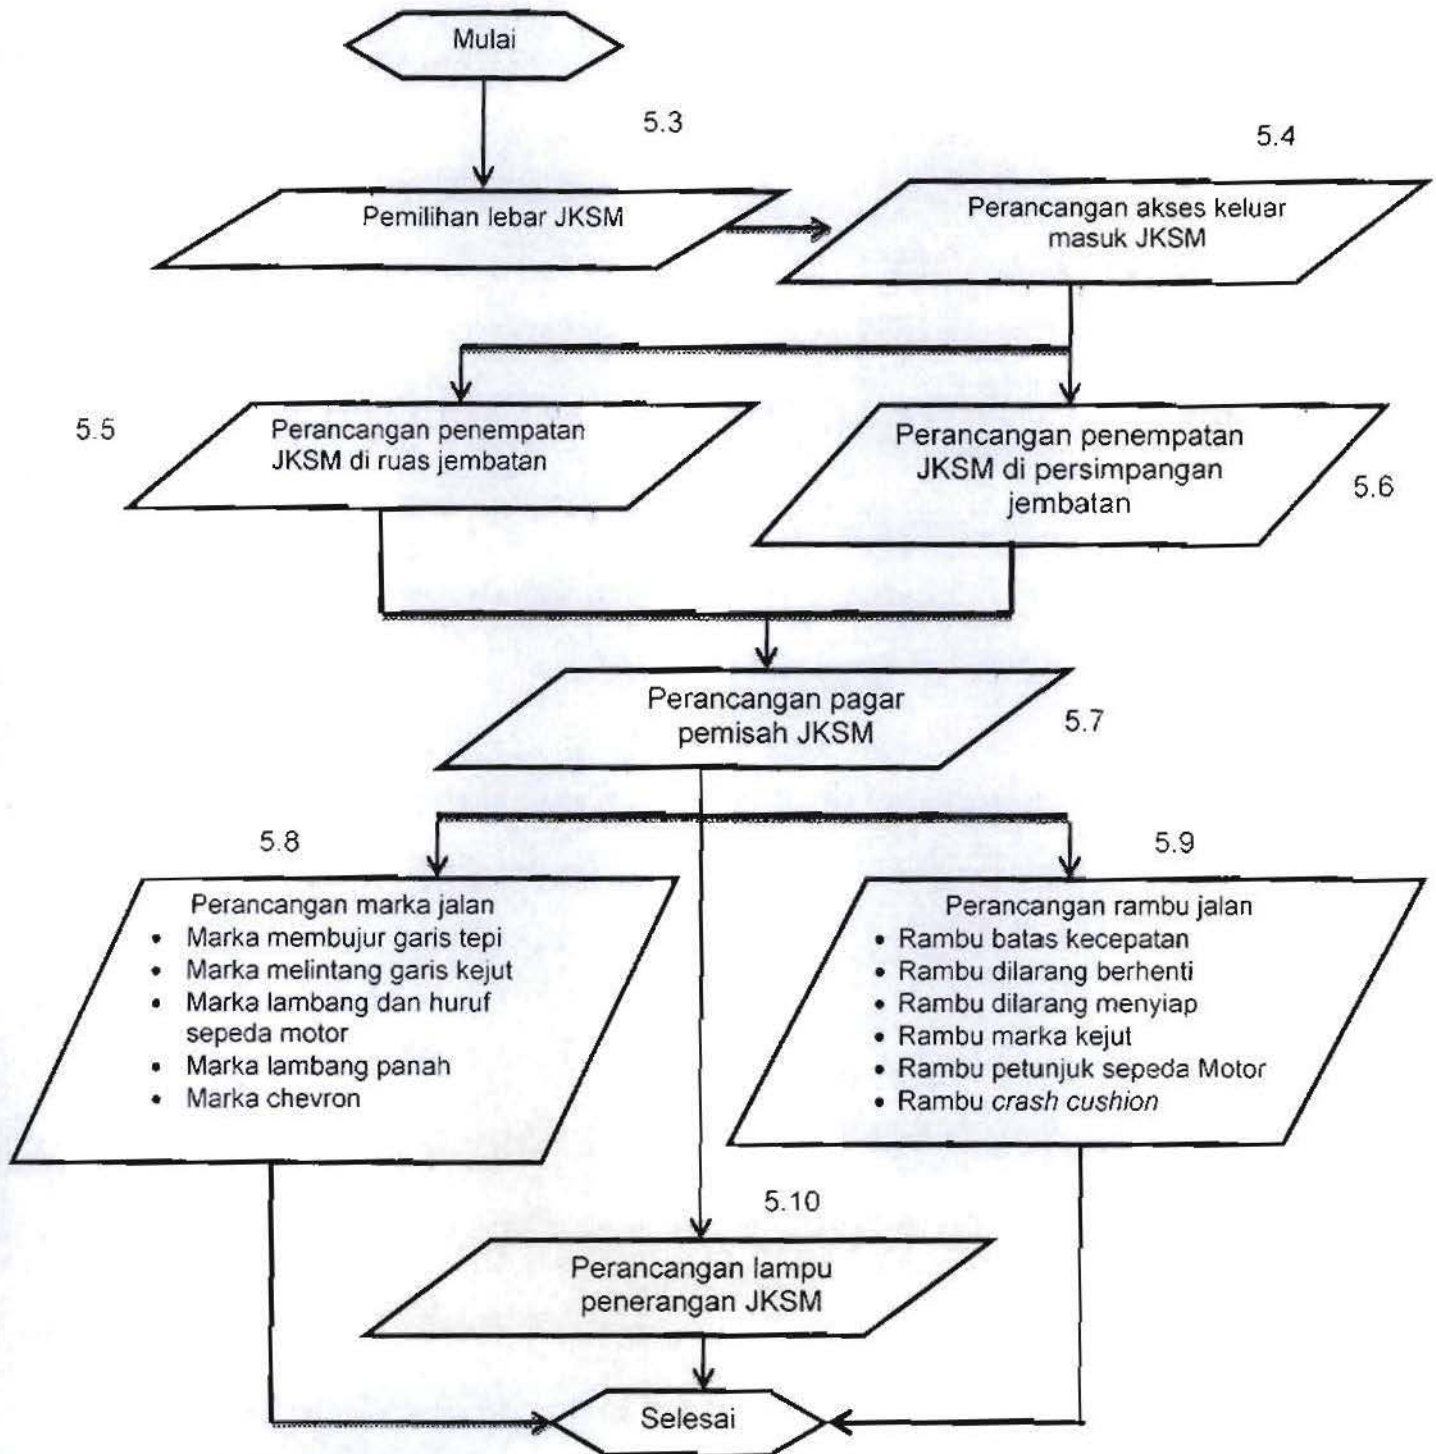 Mulai
5.3
Pemilihan lebar JKSM
5.4
Perancangan akses keluar
masuk JKSM
5.5
Perancangan penempatan
JKSM di ruas jembatan
Perancangan penempatan
JKSM di persimpangan
jembatan
5.6
Perancangan pagar
pemisah JKSM
5.7
5.8
Perancangan marka jalan
• Marka membujur garis tepi
• Marka melintang garis kejut
• Marka lambang dan huruf
sepeda motor
• Marka lambang panah
• Marka chevron
5.9
Perancangan rambu jalan
• Rambu batas kecepatan
• Rambu dilarang berhenti
• Rambu dilarang menyiap
• Rambu marka kejut
• Rambu petunjuk sepeda Motor
• Rambu crash cushion
5.10
Perancangan lampu
penerangan JKSM
Selesai